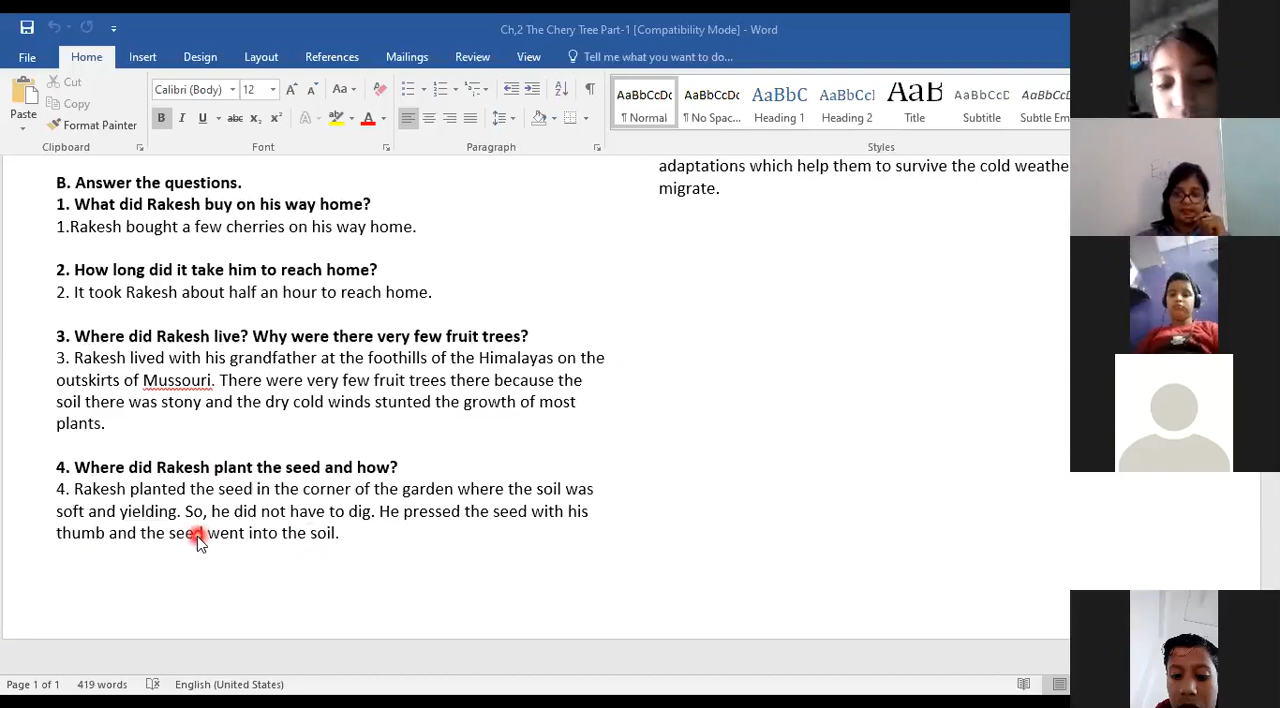 Ch,2 The Chery Tree Part-1 [Compatibility Mode] - Word
File Home Insert Design Layout References Mailings Review View Tell me what you want to do...
Cut
Copy
Format Painter
Paste
Calibri (Body) 12
AaBbCcDc AaBbCcDc AaBbC AaBbCcI AaB AaBbCcD AaBbCcDc
¶ Normal ¶ No Spac... Heading 1 Heading 2 Title Subtitle Subtle Em
Clipboard Font Paragraph Styles
B. Answer the questions.
1. What did Rakesh buy on his way home?
1.Rakesh bought a few cherries on his way home.
2. How long did it take him to reach home?
2. It took Rakesh about half an hour to reach home.
3. Where did Rakesh live? Why were there very few fruit trees?
3. Rakesh lived with his grandfather at the foothills of the Himalayas on the
outskirts of Mussouri. There were very few fruit trees there because the
soil there was stony and the dry cold winds stunted the growth of most
plants.
4. Where did Rakesh plant the seed and how?
4. Rakesh planted the seed in the corner of the garden where the soil was
soft and yielding. So, he did not have to dig. He pressed the seed with his
thumb and the seed went into the soil.
adaptations which help them to survive the cold weathe
migrate.
Page 1 of 1 419 words English (United States)